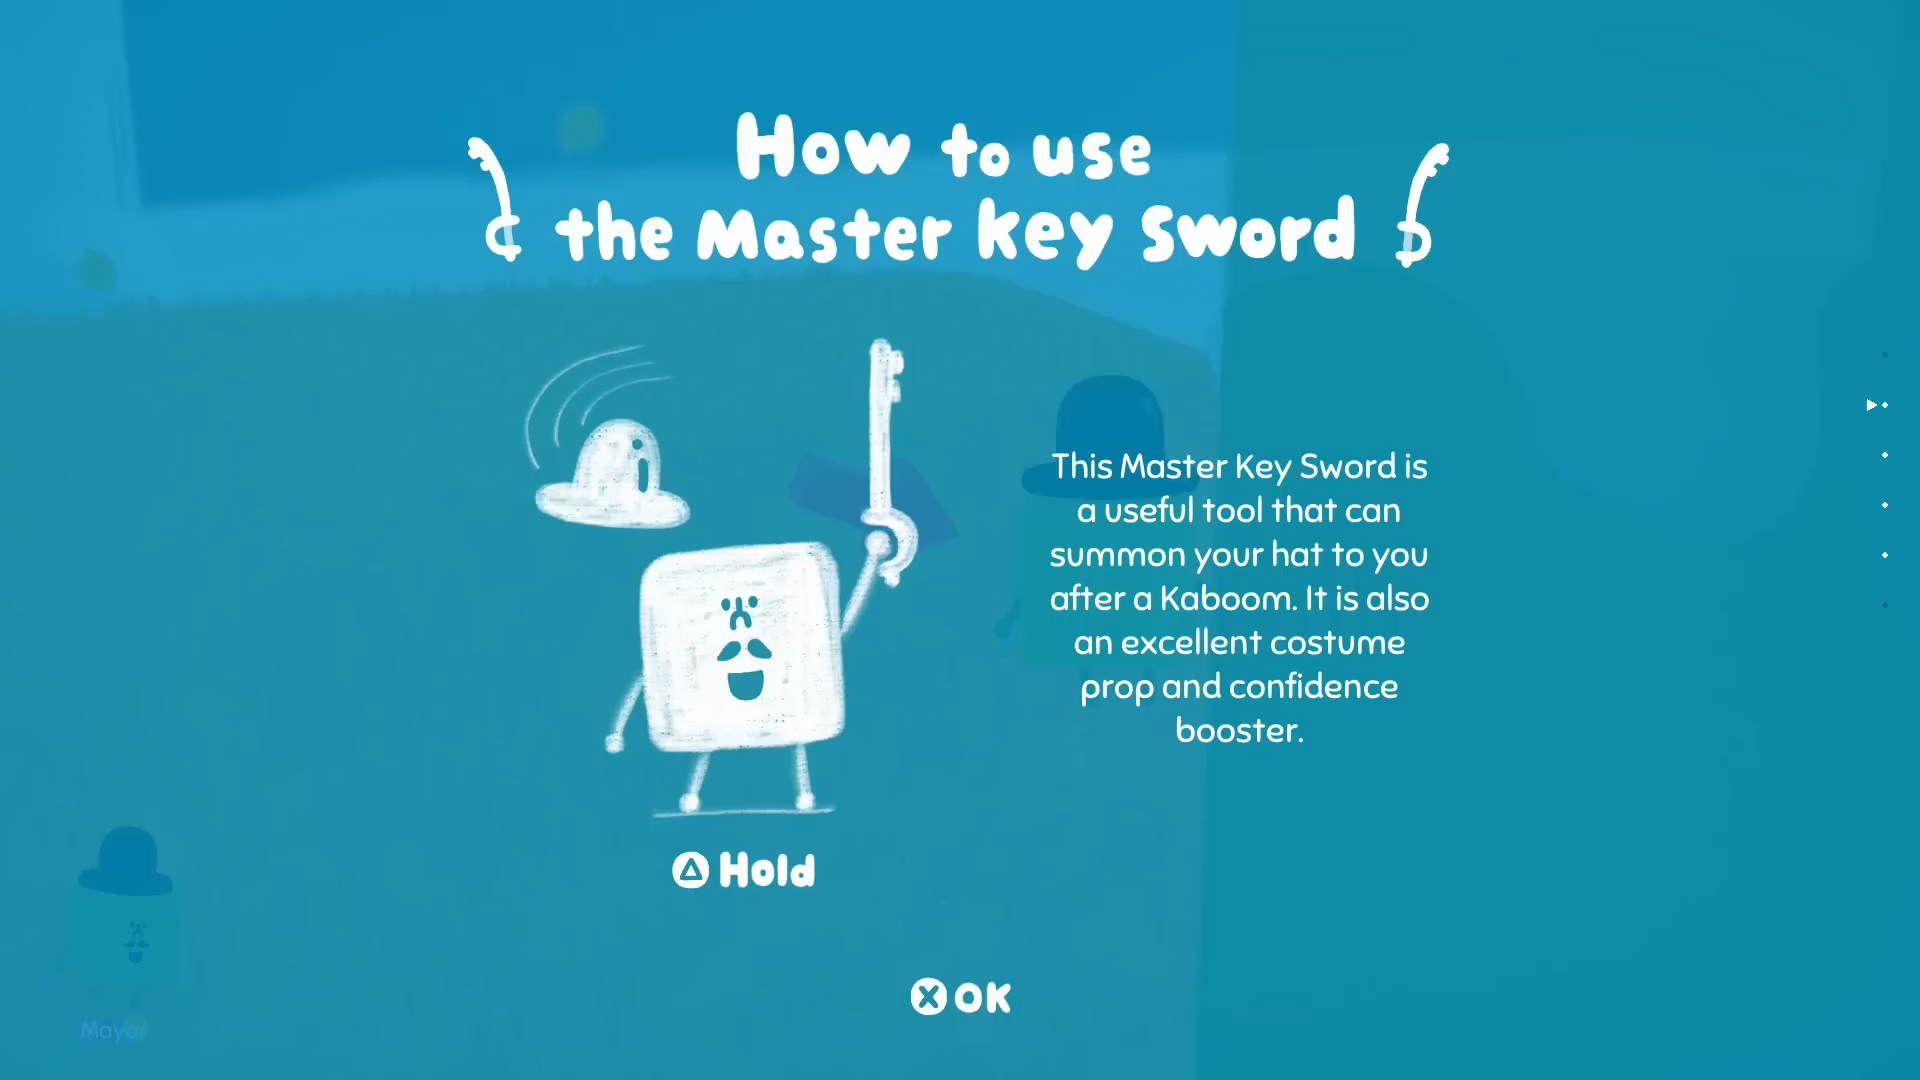 How to use
the Master Key Sword
This Master Key Sword is
a useful tool that can
summon your hat to you
after a Kaboom. It is also
an excellent costume
prop and confidence
booster.
Hold
OK
Mayor